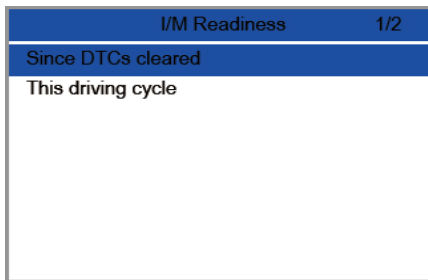 I/M Readiness 1/2
Since DTCs cleared
This driving cycle